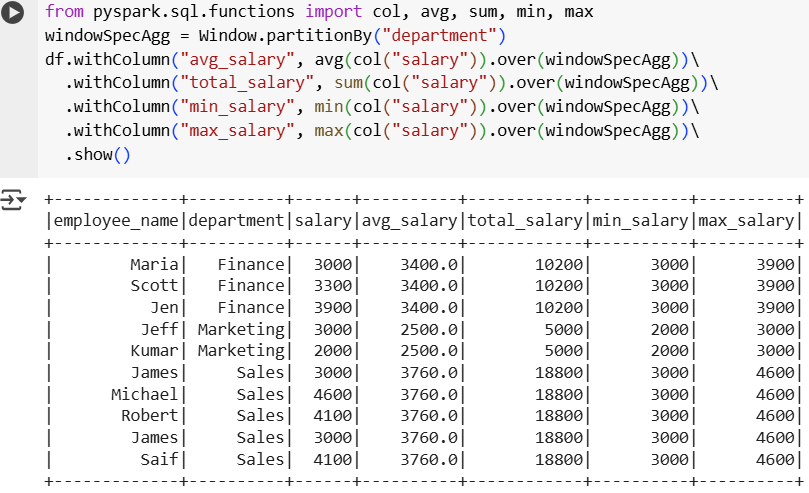 from pyspark.sql.functions import col, avg, sum, min, max
windowSpecAgg = Window.partitionBy("department")
df.withColumn("avg_salary", avg(col("salary")).over(windowSpecAgg))\
  .withColumn("total_salary", sum(col("salary")).over(windowSpecAgg))\
  .withColumn("min_salary", min(col("salary")).over(windowSpecAgg))\
  .withColumn("max_salary", max(col("salary")).over(windowSpecAgg))\
  .show()
+-------------+----------+------+----------+------------+----------+----------+
|employee_name|department|salary|avg_salary|total_salary|min_salary|max_salary|
+-------------+----------+------+----------+------------+----------+----------+
|        Maria|   Finance|  3000|    3400.0|       10200|      3000|      3900|
|        Scott|   Finance|  3300|    3400.0|       10200|      3000|      3900|
|          Jen|   Finance|  3900|    3400.0|       10200|      3000|      3900|
|         Jeff| Marketing|  3000|    2500.0|        5000|      2000|      3000|
|        Kumar| Marketing|  2000|    2500.0|        5000|      2000|      3000|
|        James|     Sales|  3000|    3760.0|       18800|      3000|      4600|
|      Michael|     Sales|  4600|    3760.0|       18800|      3000|      4600|
|       Robert|     Sales|  4100|    3760.0|       18800|      3000|      4600|
|        James|     Sales|  3000|    3760.0|       18800|      3000|      4600|
|         Saif|     Sales|  4100|    3760.0|       18800|      3000|      4600|
+-------------+----------+------+----------+------------+----------+----------+